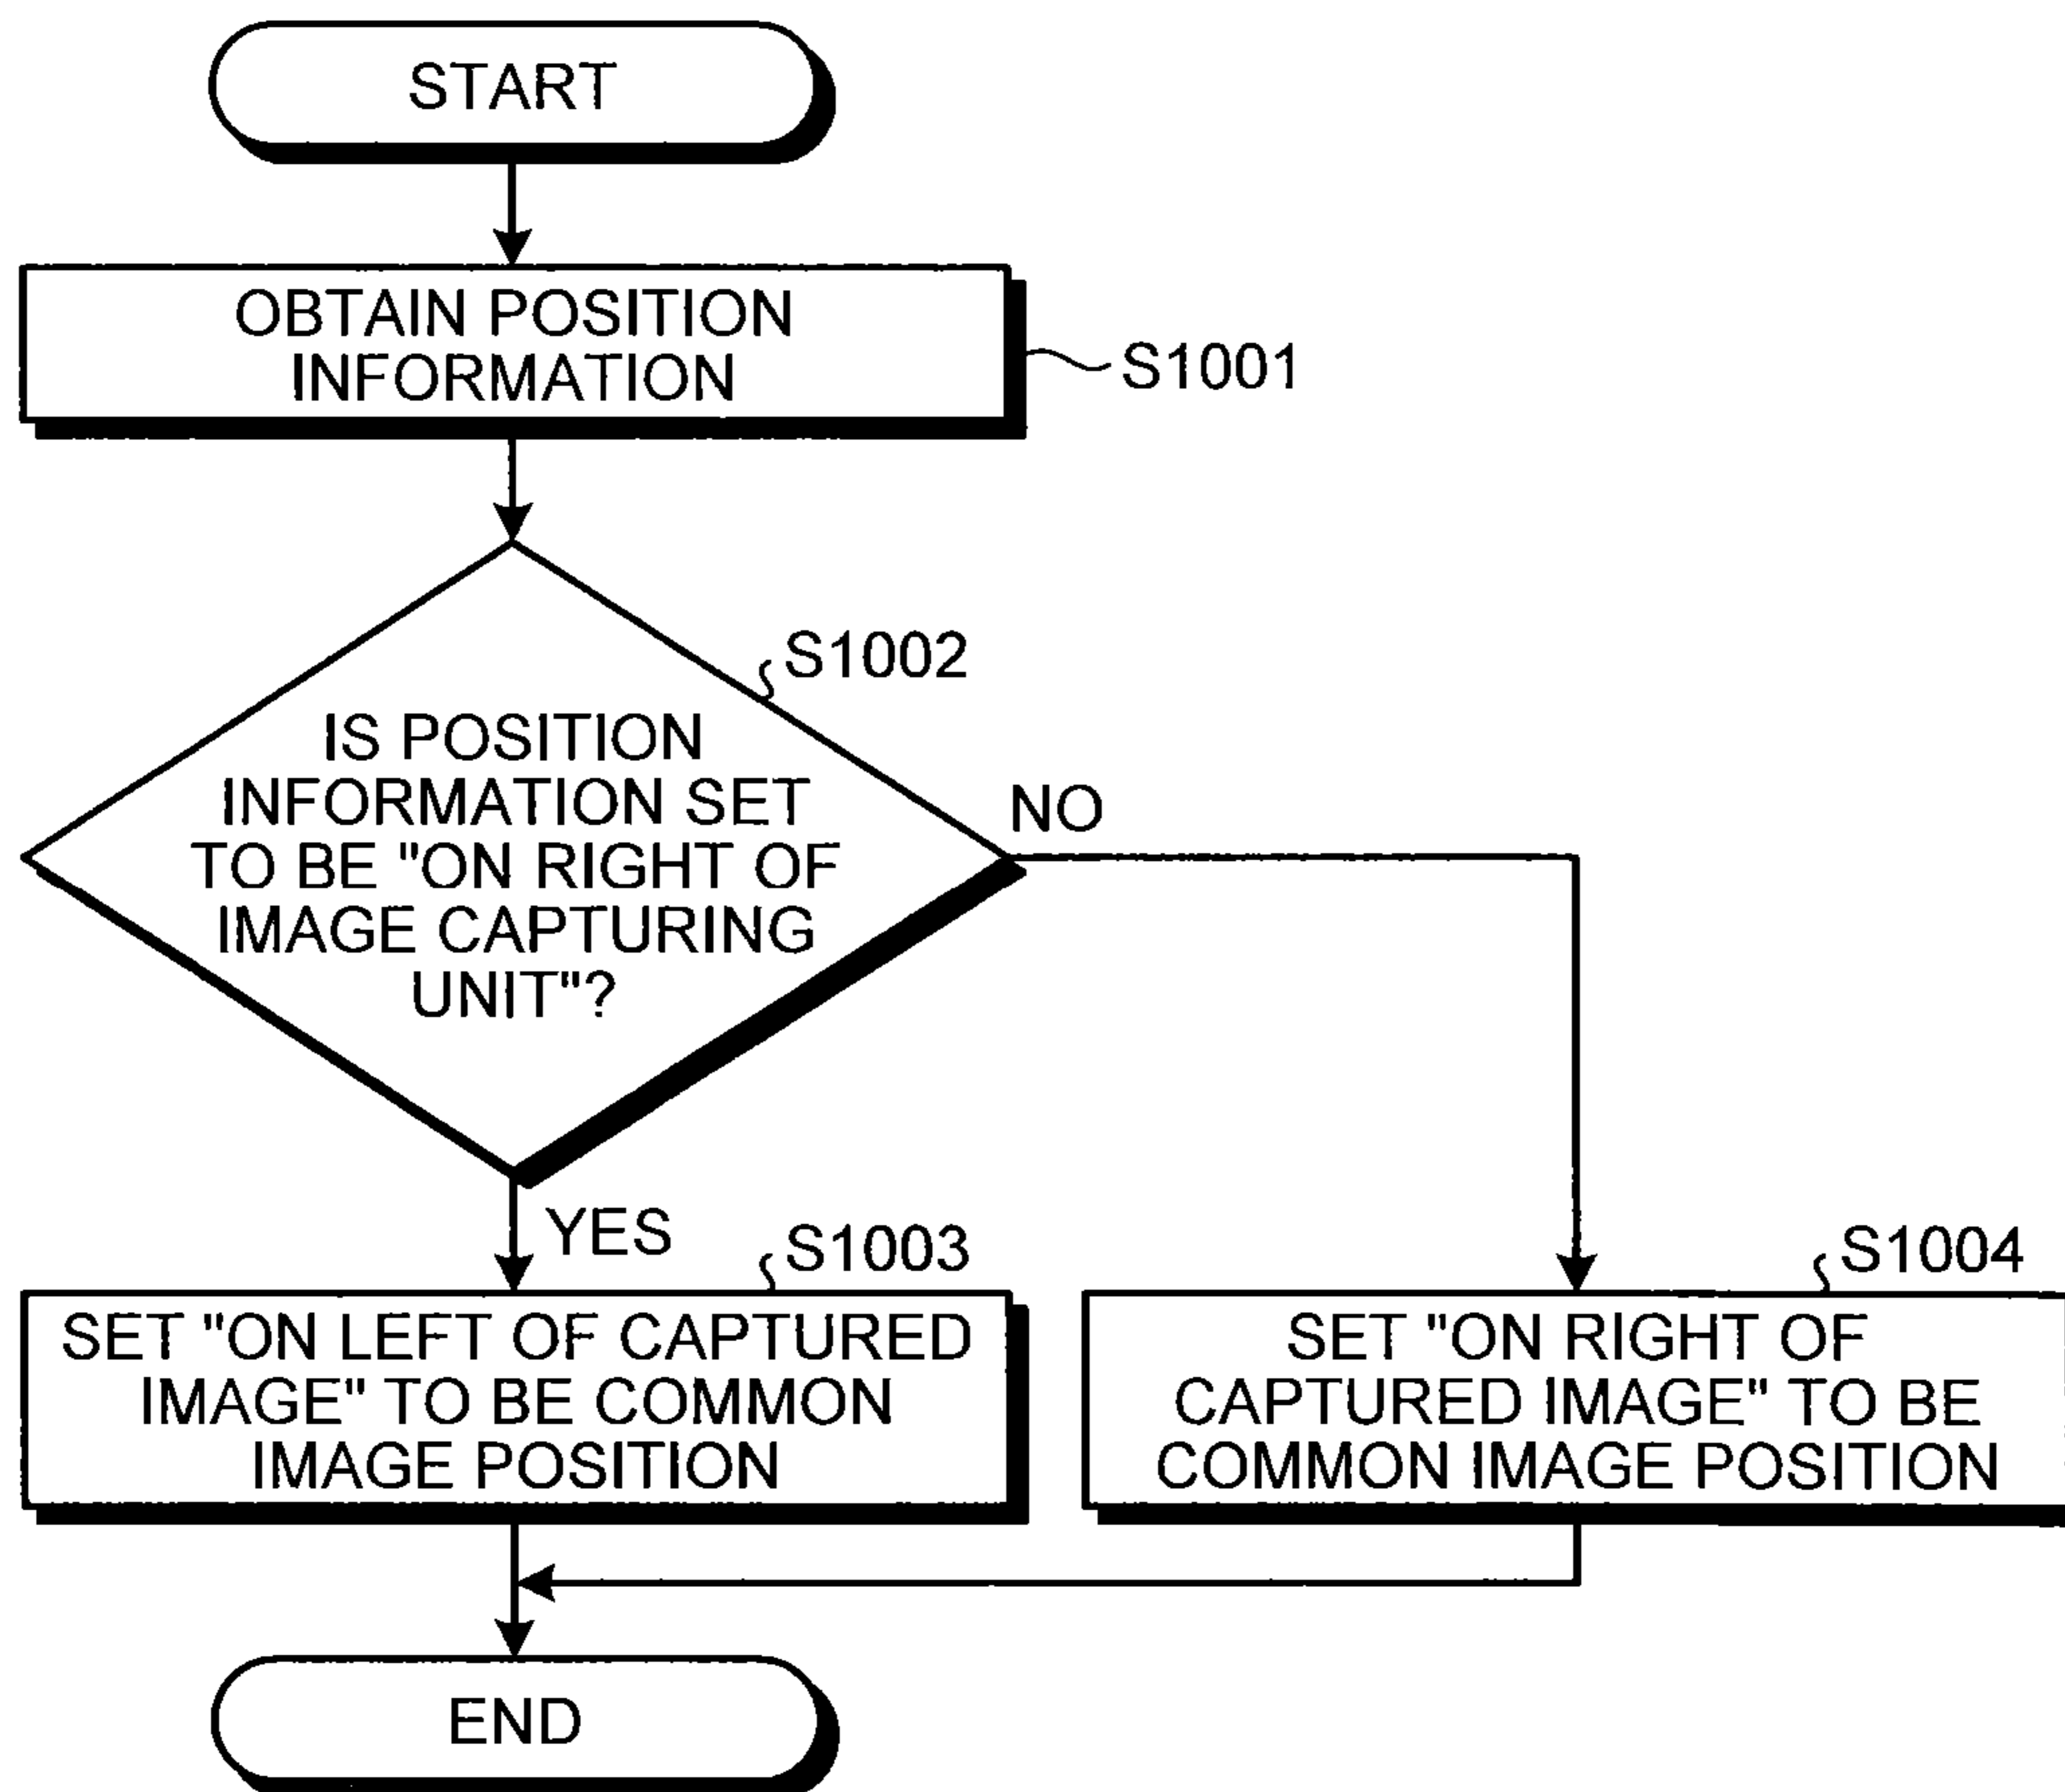 START
OBTAIN POSITION
INFORMATION
S1001
S1002
IS POSITION
INFORMATION SET
TO BE "ON RIGHT OF
IMAGE CAPTURING
UNIT"?
NO
YES
S1003
SET "ON LEFT OF CAPTURED
IMAGE" TO BE COMMON
IMAGE POSITION
S1004
SET "ON RIGHT OF
CAPTURED IMAGE" TO BE
COMMON IMAGE POSITION
END